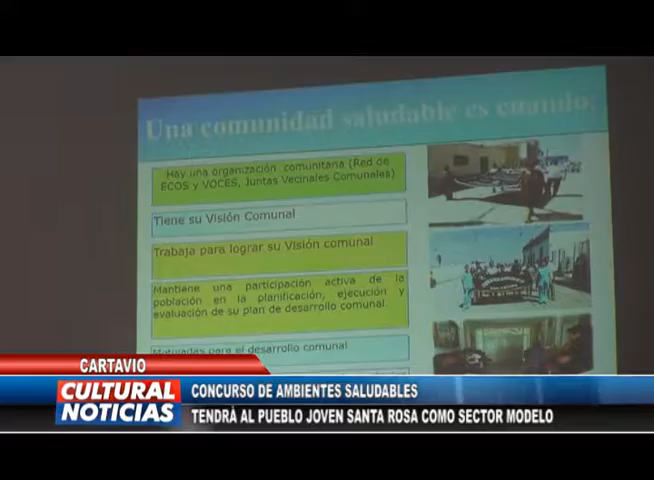 Una comunidad saludable es cuando:
Hay una organización comunitaria (Red de
ECOS y VOCES, Juntas Vecinales Comunales)
Tiene su Visión Comunal
Trabaja para lograr su Visión comunal
Mantiene una participación activa de la
población en la planificación, ejecución y
evaluación de su plan de desarrollo comunal.
para el desarrollo comunal
CARTAVIO
CULTURAL
NOTICIAS
CONCURSO DE AMBIENTES SALUDABLES
TENDRÁ AL PUEBLO JOVEN SANTA ROSA COMO SECTOR MODELO